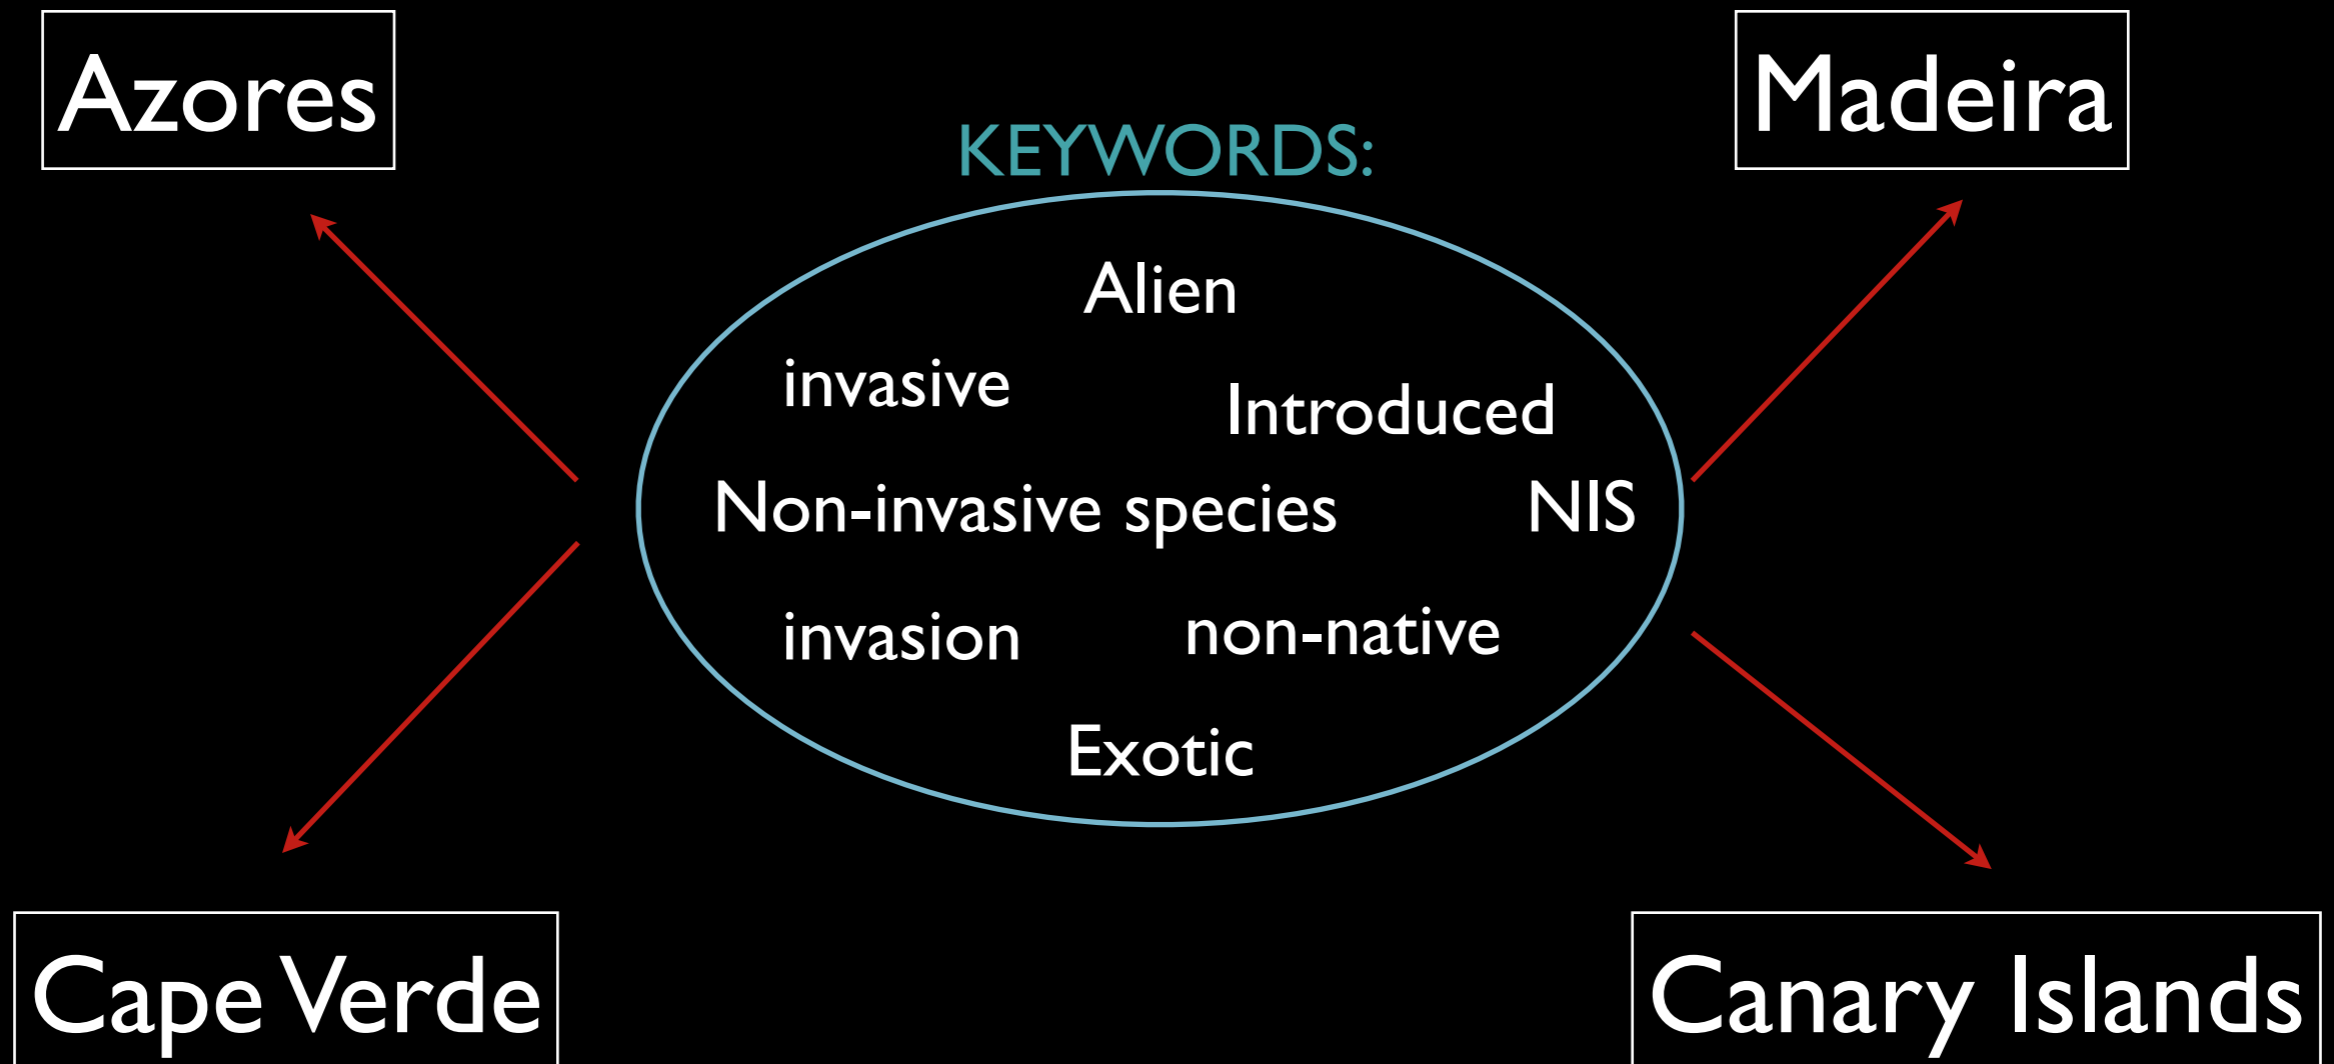 Azores
Madeira
KEYWORDS:
Alien
invasive
Introduced
Non-invasive species
NIS
invasion
non-native
Exotic
Cape Verde
Canary Islands